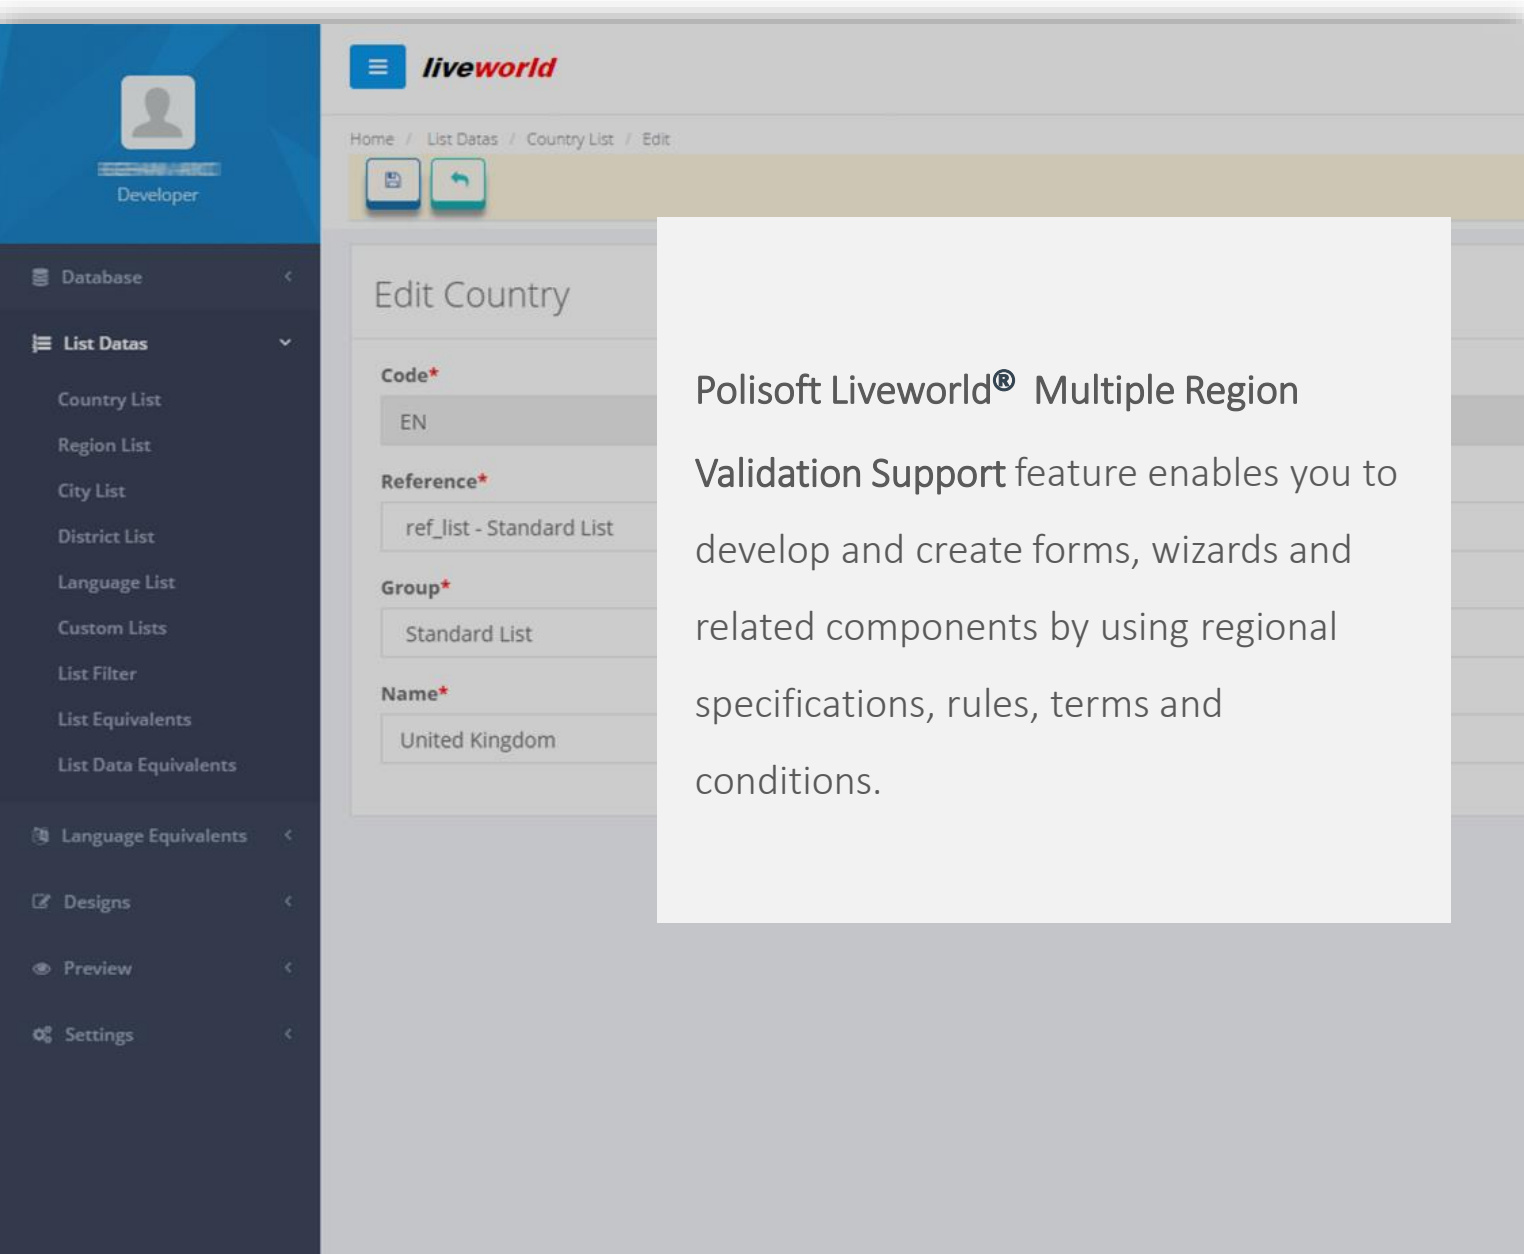 liveworld
Home / List Datas / Country List / Edit
Developer
Database
List Datas
Country List
Region List
City List
District List
Language List
Custom Lists
List Filter
List Equivalents
List Data Equivalents
Language Equivalents
Designs
Preview
Settings
Edit Country
Code*
EN
Reference*
ref_list - Standard List
Group*
Standard List
Name*
United Kingdom
Polisoft Liveworld® Multiple Region
Validation Support feature enables you to
develop and create forms, wizards and
related components by using regional
specifications, rules, terms and
conditions.